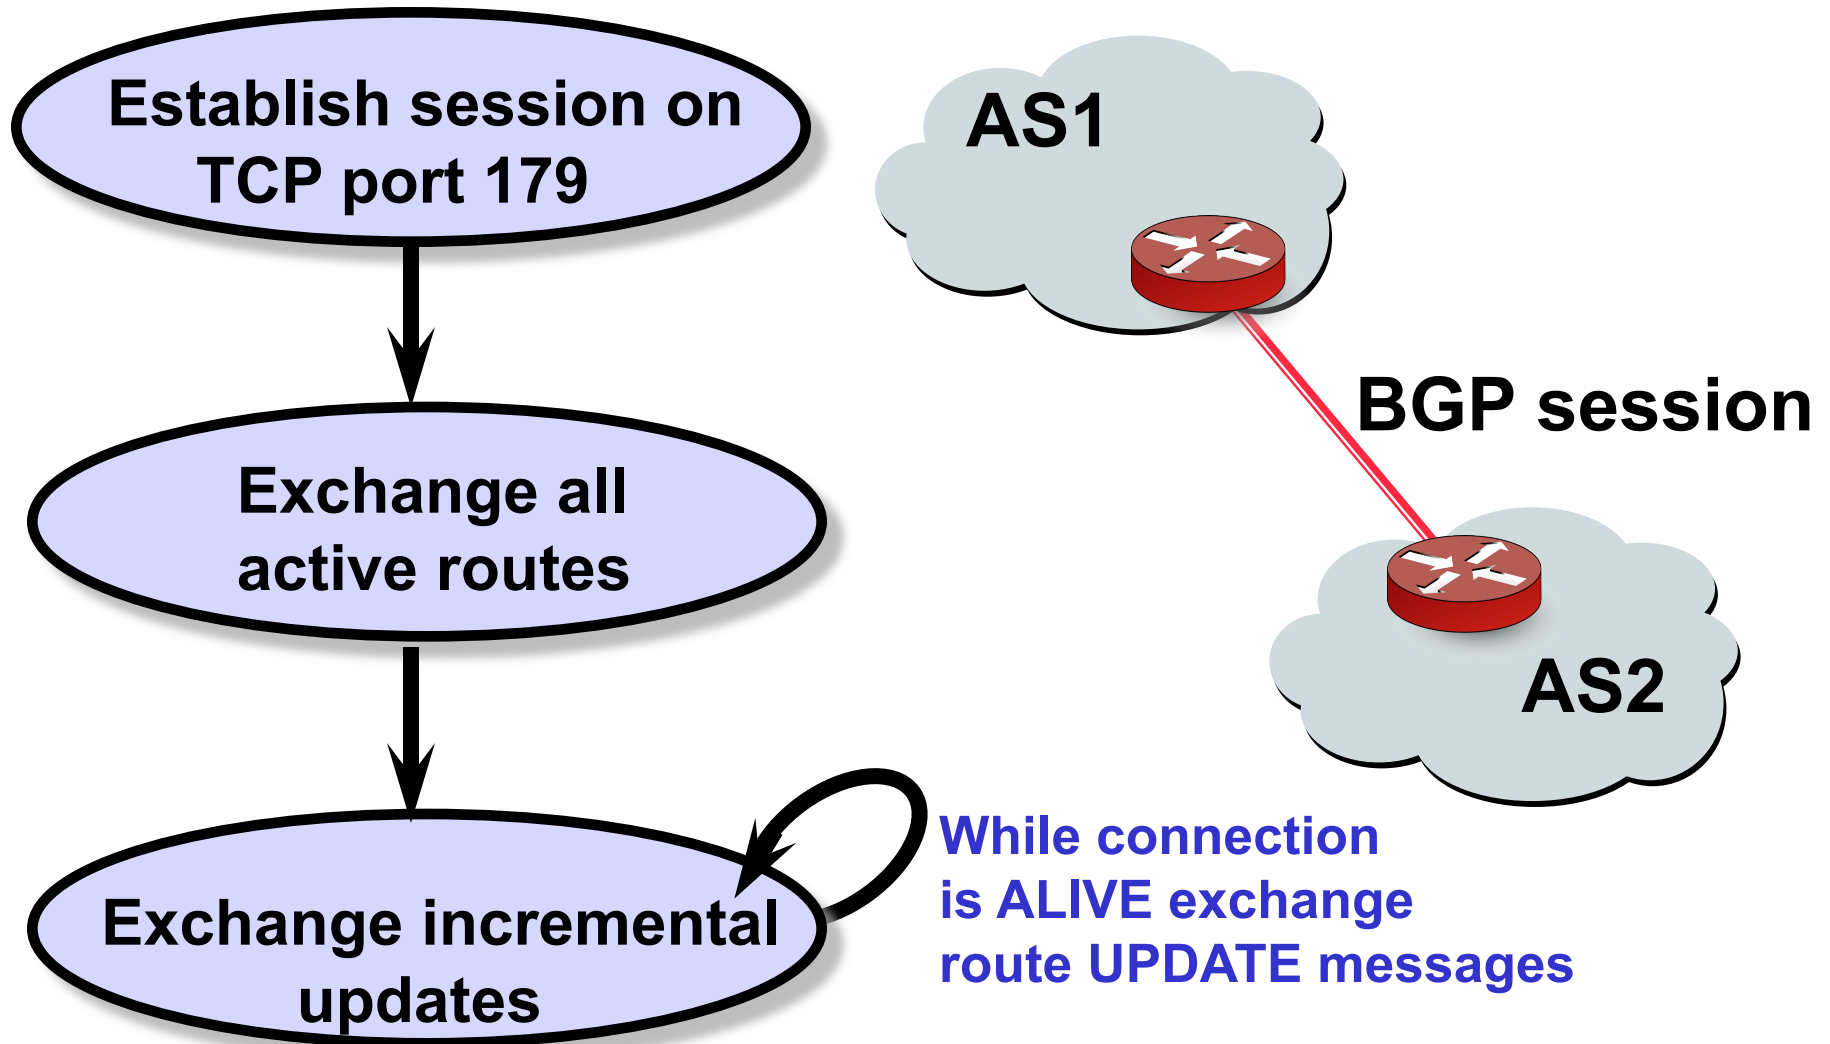 Establish session on
TCP port 179
Exchange all
active routes
Exchange incremental
updates
AS1
BGP session
AS2
While connection
is ALIVE exchange
route UPDATE messages